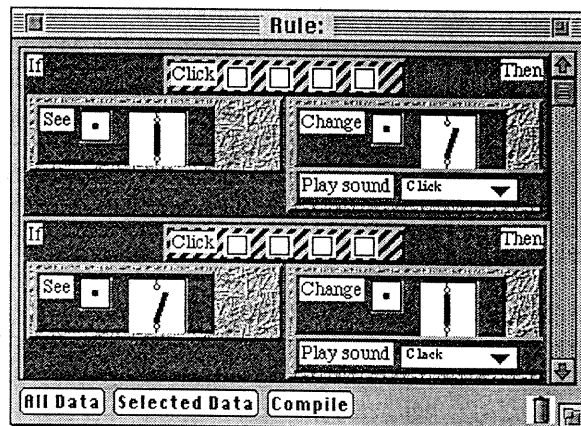 Rule:
If
Click
Then
See
Change
Play sound Click
If
Click
Then
See
Change
Play sound Clack
All Data Selected Data Compile